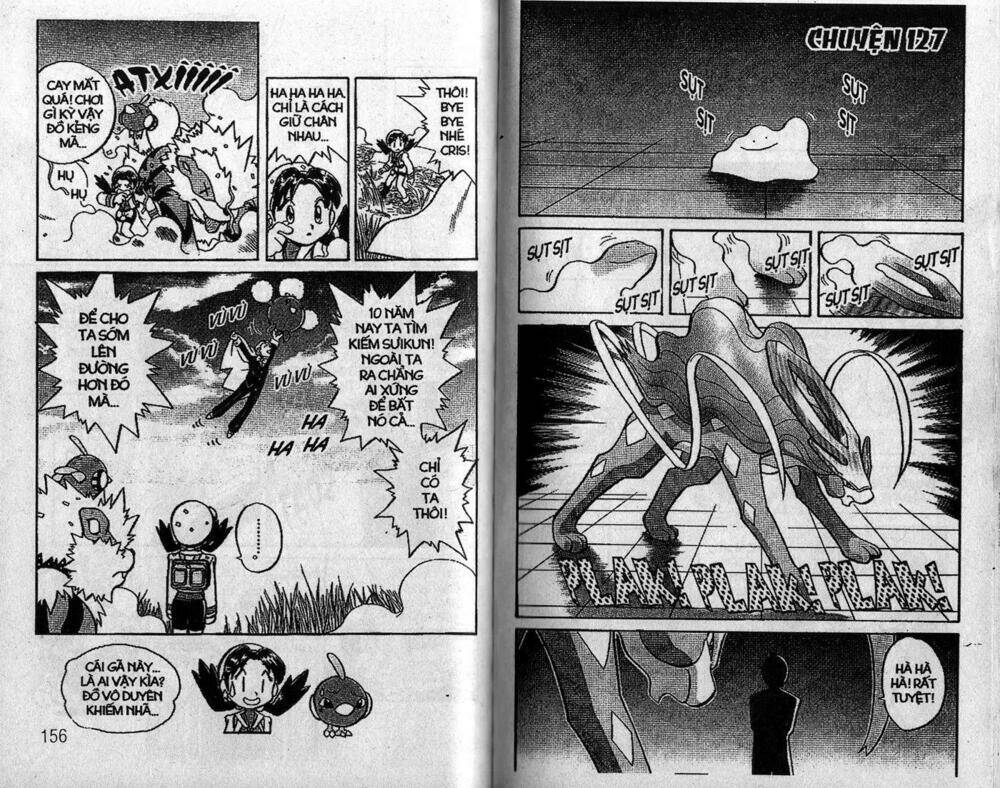 CAY MẤT
QUÁ! CHƠI
GÌ KỲ VẬY
ĐỒ KÈNG
MÃ...
ATXÌÌÌÌÌ
HỤ
HỤ
HA HA HA HA,
CHỈ LÀ CÁCH
GIỮ CHÂN
NHAU...
THÔI!
BYE
BYE
NHÉ
CRIS!
ĐỂ CHO
TA SỚM
LÊN
ĐƯỜNG
HƠN ĐÓ
MÀ...
VÙ VÙ
VÙ VÙ
VÙ VÙ
HA
HA HA
10 NĂM
NAY TA TÌM
KIẾM SUIKUN!
NGOÀI TA
RA CHẲNG
AI XỨNG
ĐỂ BẮT
NÓ CẢ...
CHỈ
CÓ
TA
THÔI!
..........
CÁI GÃ NÀY...
LÀ AI VẬY KÌA?
ĐỒ VÔ DUYÊN
KHIẾM NHÃ...
156
CHUYỆN 127
SỤT
SỊT
SỤT
SỊT
SỤT SỊT
SỤT SỊT
SỤT SỊT
SỤT SỊT
SỤT SỊT
SỤT SỊT
PLAK, PLAK, PLAK,
HÀ HÀ
HÀ! RẤT
TUYỆT!